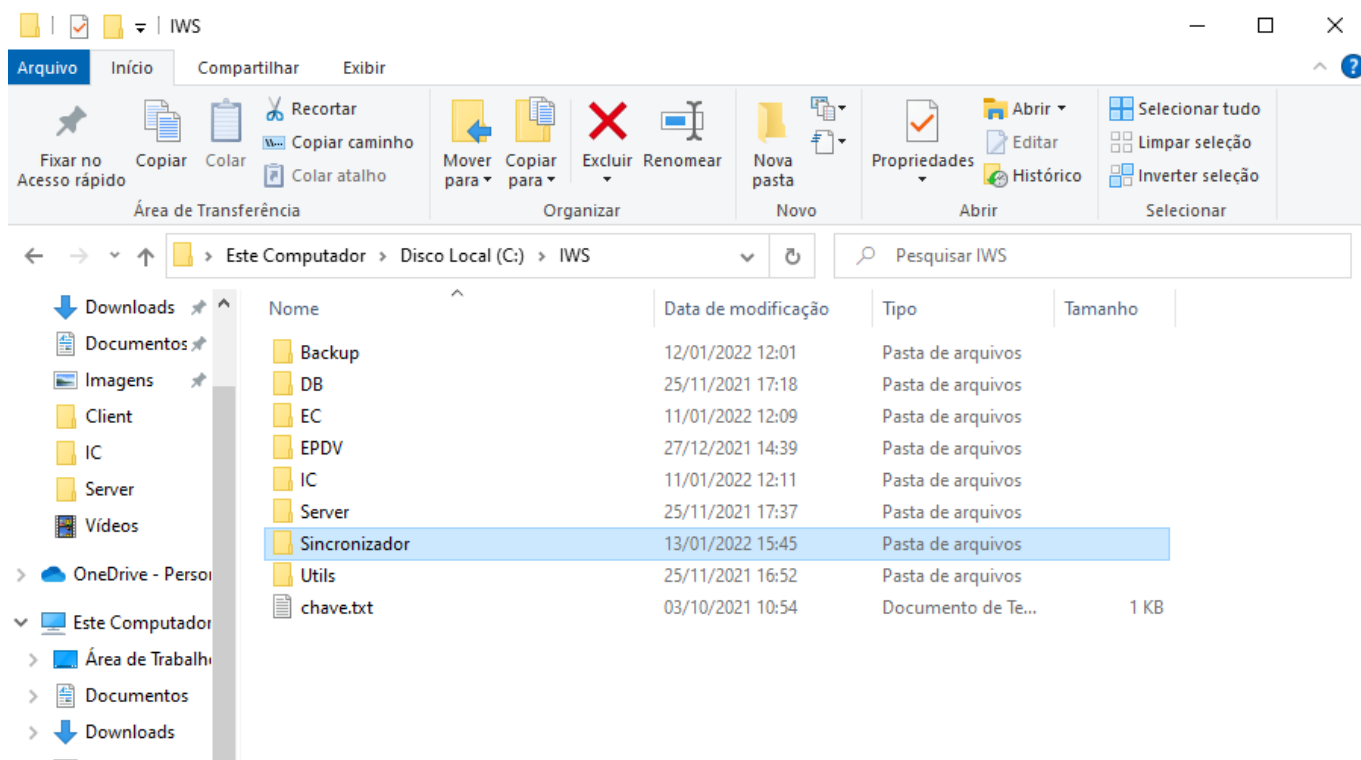 IWS
Arquivo Início Compartilhar Exibir
Fixar no Acesso rápido
Copiar
Colar
Recortar
Copiar caminho
Colar atalho
Área de Transferência
Mover para
Copiar para
Excluir
Renomear
Organizar
Nova pasta
Novo
Propriedades
Abrir
Editar
Histórico
Abrir
Selecionar tudo
Limpar seleção
Inverter seleção
Selecionar
Este Computador > Disco Local (C:) > IWS
Pesquisar IWS
Downloads
Documentos
Imagens
Client
IC
Server
Vídeos
OneDrive - Person
Este Computador
Área de Trabalh
Documentos
Downloads
Nome Data de modificação Tipo Tamanho
Backup 12/01/2022 12:01 Pasta de arquivos
DB 25/11/2021 17:18 Pasta de arquivos
EC 11/01/2022 12:09 Pasta de arquivos
EPDV 27/12/2021 14:39 Pasta de arquivos
IC 11/01/2022 12:11 Pasta de arquivos
Server 25/11/2021 17:37 Pasta de arquivos
Sincronizador 13/01/2022 15:45 Pasta de arquivos
Utils 25/11/2021 16:52 Pasta de arquivos
chave.txt 03/10/2021 10:54 Documento de Te... 1 KB